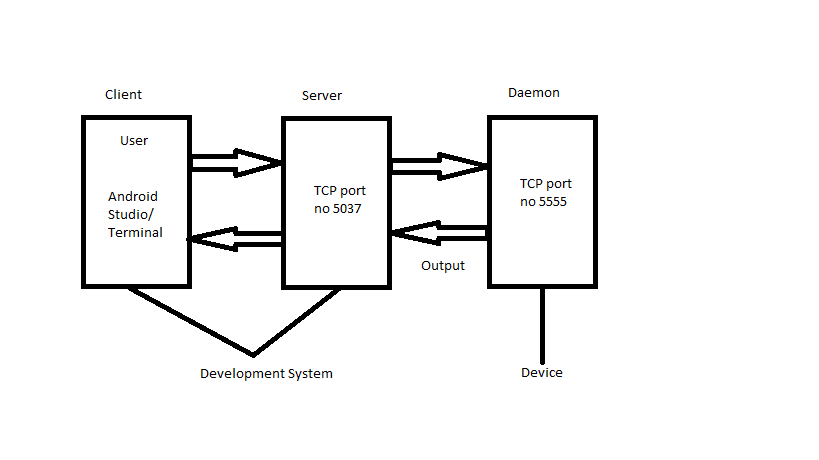 Client
Server
Daemon
User
Android
Studio/
Terminal
TCP port
no 5037
TCP port
no 5555
Output
Development System
Device